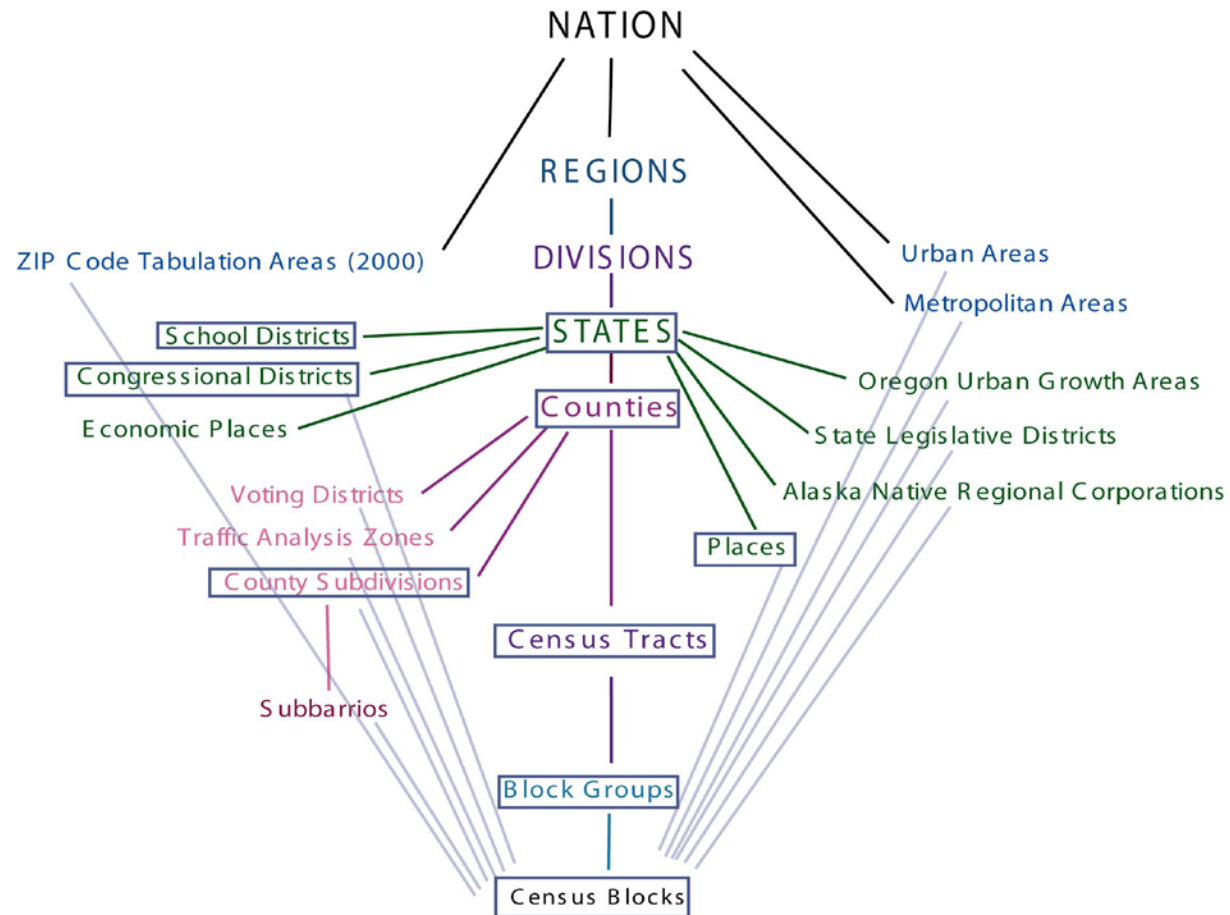 NATION
REGIONS
DIVISIONS
ZIP Code Tabulation Areas (2000)
Urban Areas
Metropolitan Areas
STATES
School Districts
Congressional Districts
Economic Places
Oregon Urban Growth Areas
State Legislative Districts
Alaska Native Regional Corporations
Places
Counties
Voting Districts
Traffic Analysis Zones
County Subdivisions
Subbarrios
Census Tracts
Block Groups
Census Blocks